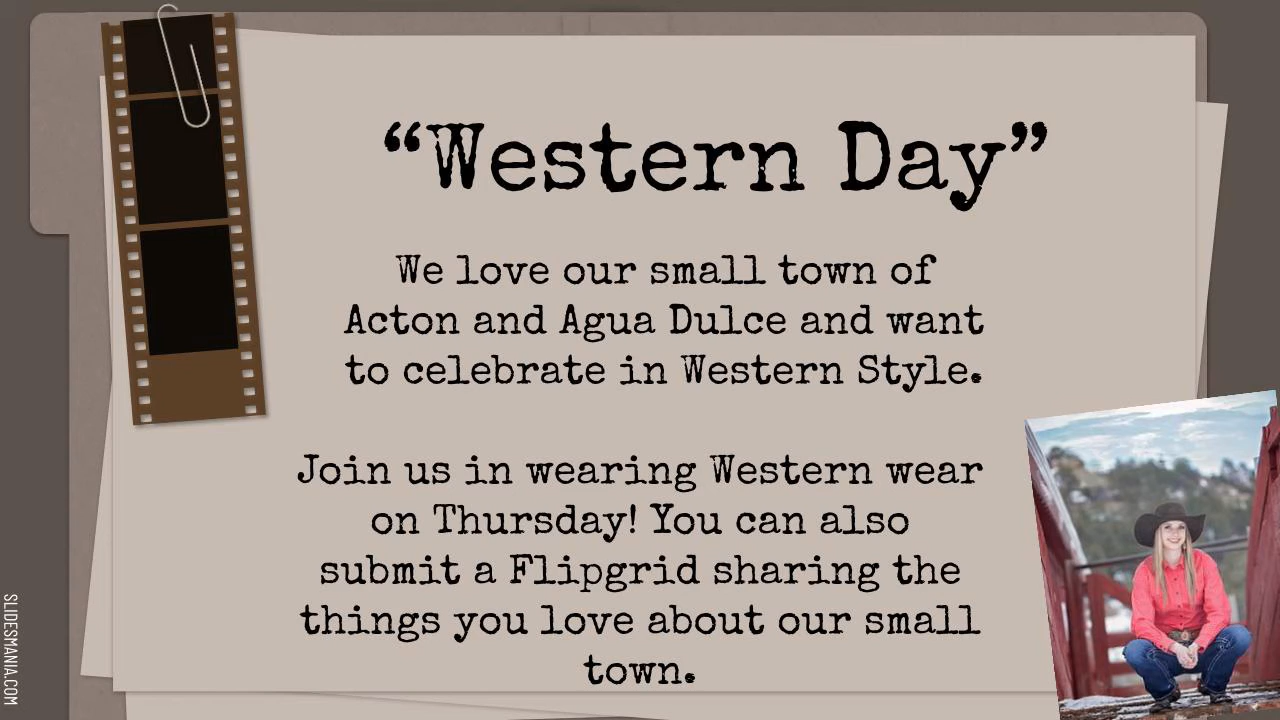 “Western Day”
We love our small town of
Acton and Agua Dulce and want
to celebrate in Western Style.
Join us in wearing Western wear
on Thursday! You can also
submit a Flipgrid sharing the
things you love about our small
town.
SLIDESMANIA.COM